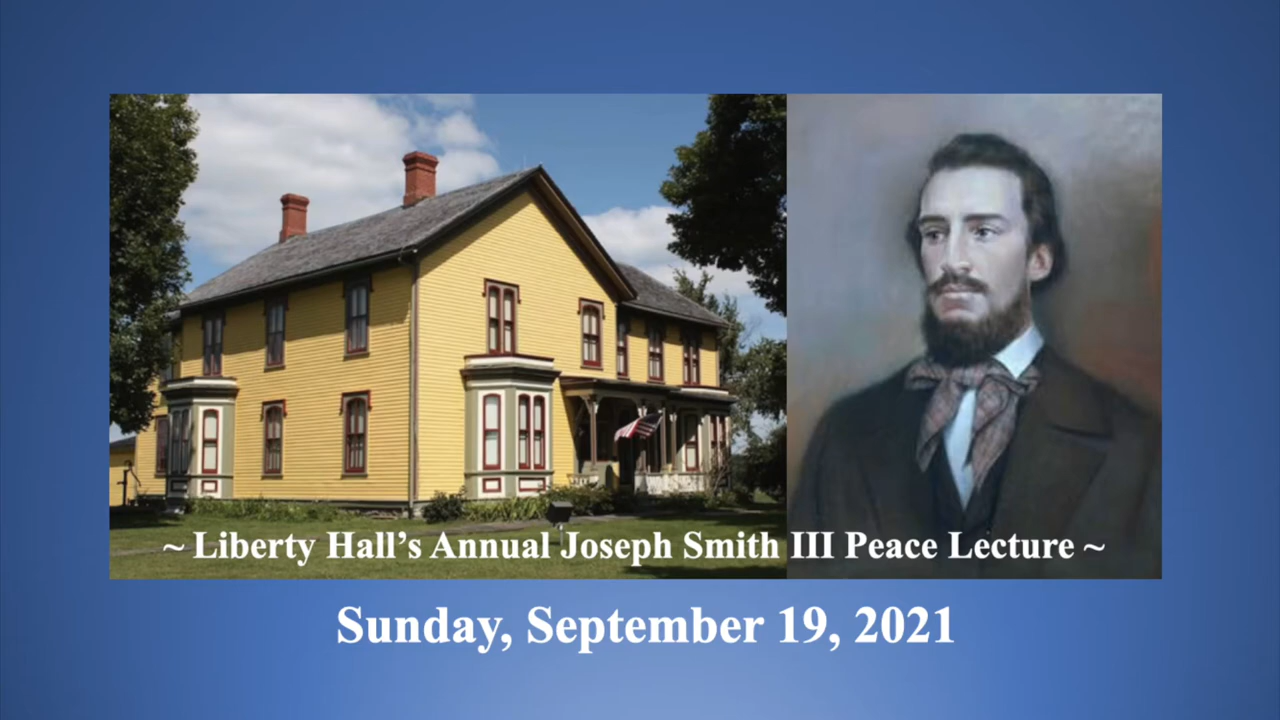 ~ Liberty Hall's Annual Joseph Smith III Peace Lecture ~
Sunday, September 19, 2021